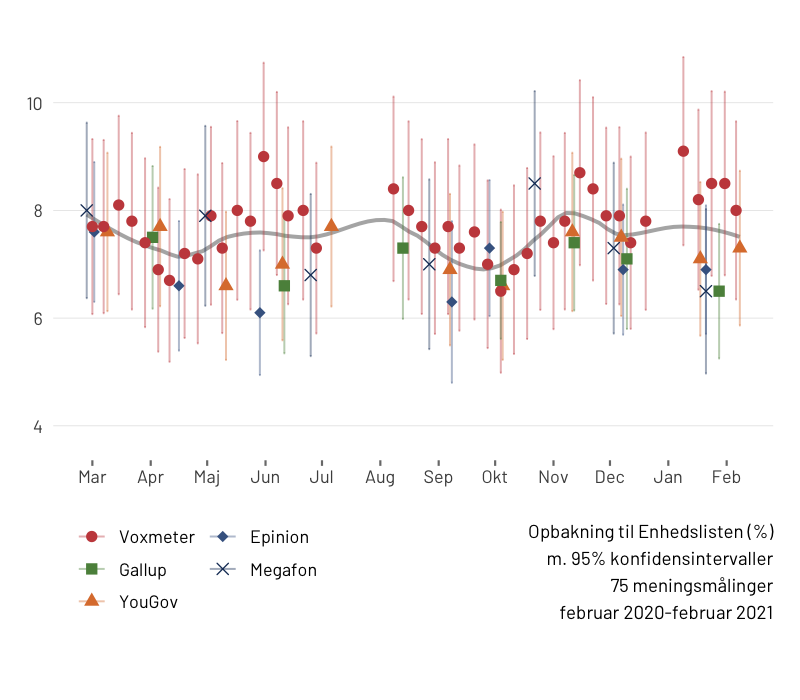 10
8
6
4
Mar Apr Maj Jun Jul Aug Sep Okt Nov Dec Jan Feb
Voxmeter Epinion
Gallup Megafon
YouGov
Opbakning til Enhedslisten (%)
m. 95% konfidensintervaller
75 meningsmålinger
februar 2020-februar 2021